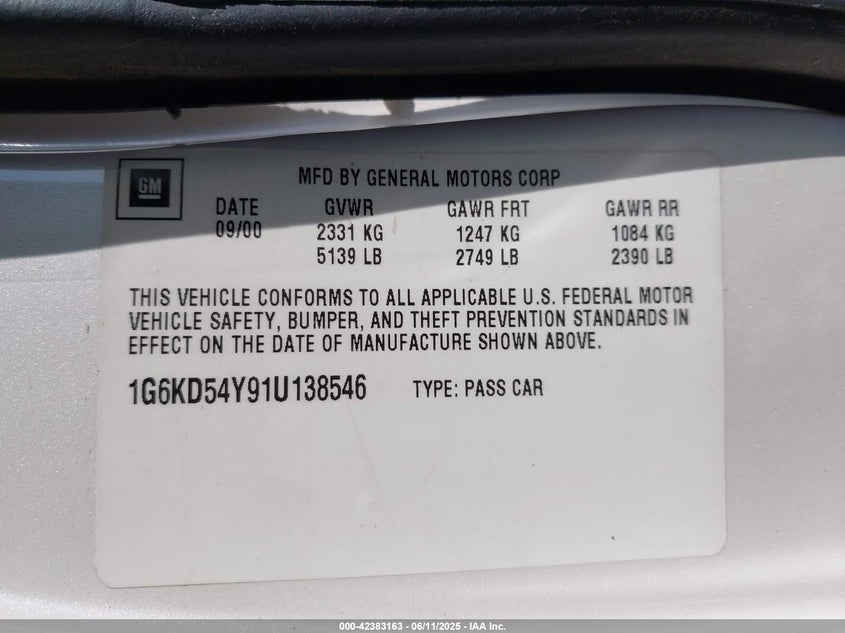 GM
MFD BY GENERAL MOTORS CORP
DATE GVWR GAWR FRT GAWR RR
09/00 2331 KG 1247 KG 1084 KG
5139 LB 2749 LB 2390 LB
THIS VEHICLE CONFORMS TO ALL APPLICABLE U.S. FEDERAL MOTOR
VEHICLE SAFETY, BUMPER, AND THEFT PREVENTION STANDARDS IN
EFFECT ON THE DATE OF MANUFACTURE SHOWN ABOVE.
1G6KD54Y91U138546 TYPE: PASS CAR
000-42383163 - 06/11/2025 - IAA Inc.